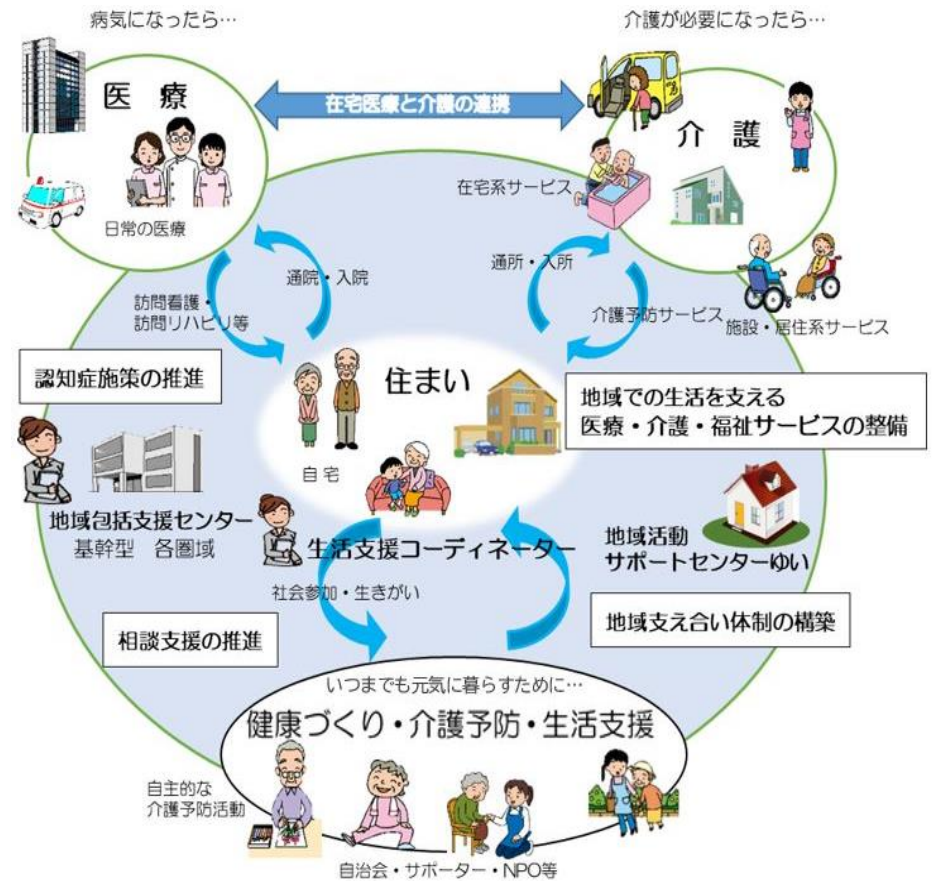 病気になったら…
介護が必要になったら…
医 療
在宅医療と介護の連携
介 護
日常の医療
在宅系サービス
通院・入院
通所・入所
訪問看護・
訪問リハビリ等
介護予防サービス
施設・居住系サービス
認知症施策の推進
住まい
地域での生活を支える
医療・介護・福祉サービスの整備
自宅
地域包括支援センター
基幹型 各圏域
生活支援コーディネーター
地域活動
サポートセンターゆい
社会参加・生きがい
相談支援の推進
地域支え合い体制の構築
いつまでも元気に暮らすために…
健康づくり・介護予防・生活支援
自主的な
介護予防活動
自治会・サポーター・NPO等